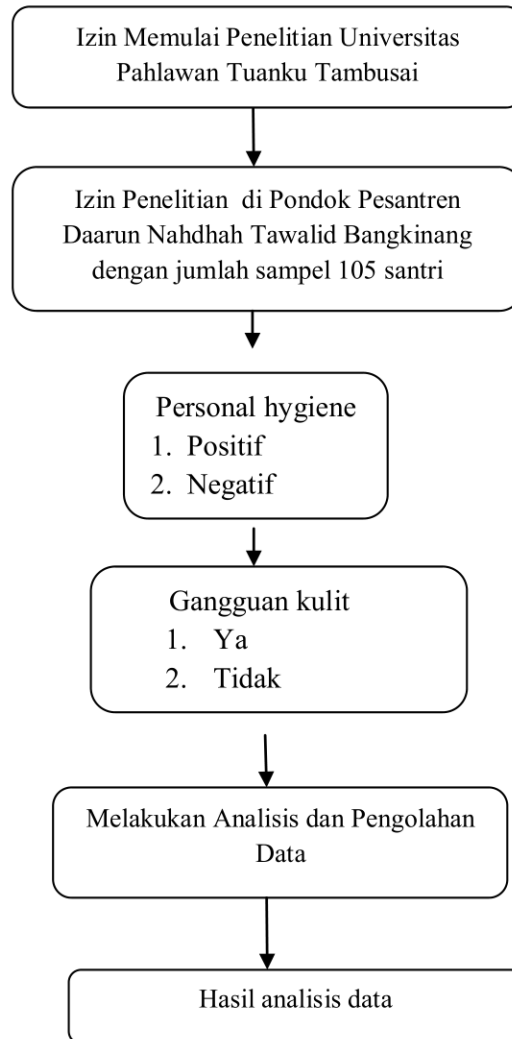 Izin Memulai Penelitian Universitas
Pahlawan Tuanku Tambusai
Izin Penelitian di Pondok Pesantren
Daarun Nahdhah Tawalid Bangkinang
dengan jumlah sampel 105 santri
Personal hygiene
1. Positif
2. Negatif
Gangguan kulit
1. Ya
2. Tidak
Melakukan Analisis dan Pengolahan
Data
Hasil analisis data